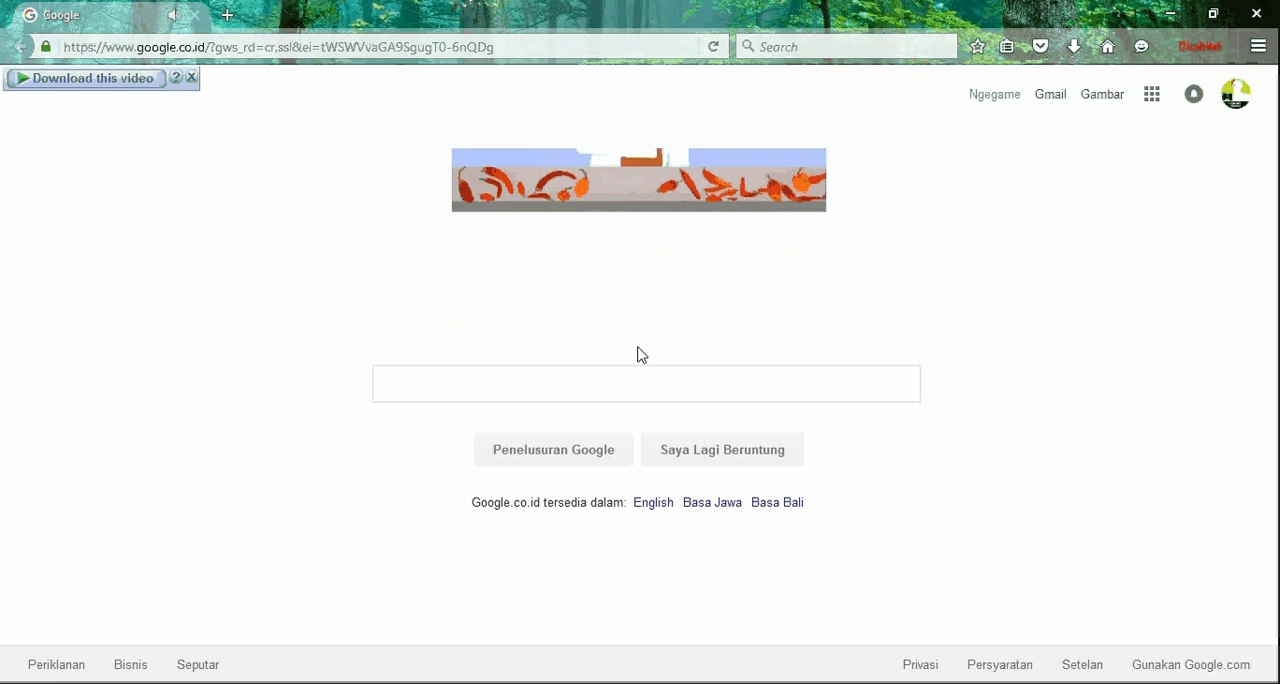 Google
https://www.google.co.id/?gws_rd=cr,ssl&ei=tWSWVvaGA9SgugT0-6nQDg
Search
Disabled
Download this video ? X
Ngegame Gmail Gambar
Penelusuran Google Saya Lagi Beruntung
Google.co.id tersedia dalam: English Basa Jawa Basa Bali
Periklanan Bisnis Seputar Privasi Persyaratan Setelan Gunakan Google.com